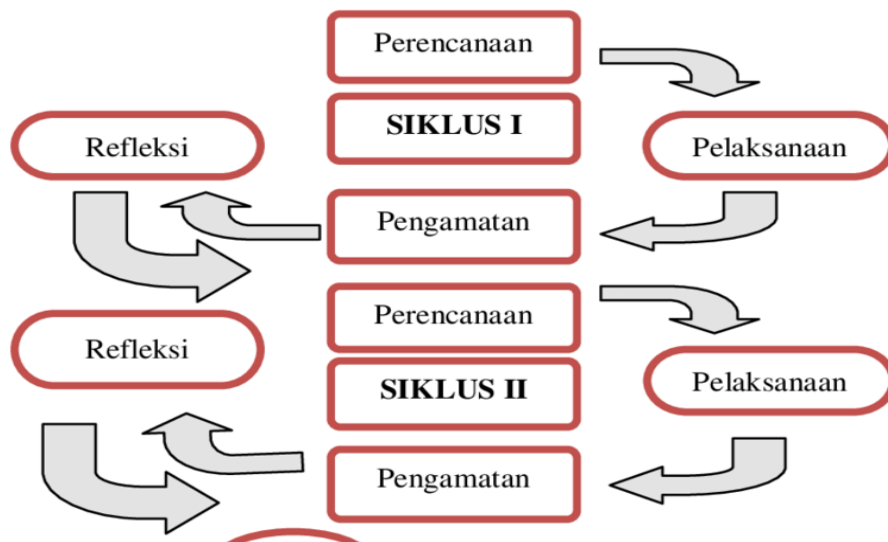 Perencanaan
SIKLUS I
Refleksi
Pelaksanaan
Pengamatan
Perencanaan
Refleksi
SIKLUS II
Pelaksanaan
Pengamatan